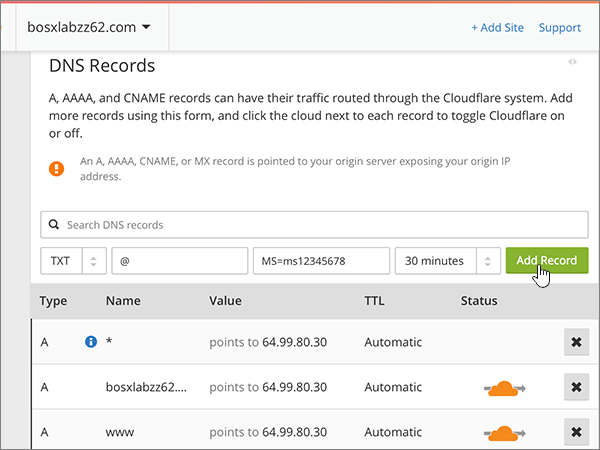 bosxlabzz62.com
+ Add Site Support
DNS Records
A, AAAA, and CNAME records can have their traffic routed through the Cloudflare system. Add
more records using this form, and click the cloud next to each record to toggle Cloudflare on
or off.
An A, AAAA, CNAME, or MX record is pointed to your origin server exposing your origin IP
address.
Search DNS records
TXT @ MS=ms12345678 30 minutes Add Record
Type Name Value TTL Status
A * points to 64.99.80.30 Automatic
A bosxlabzz62.... points to 64.99.80.30 Automatic
A www points to 64.99.80.30 Automatic